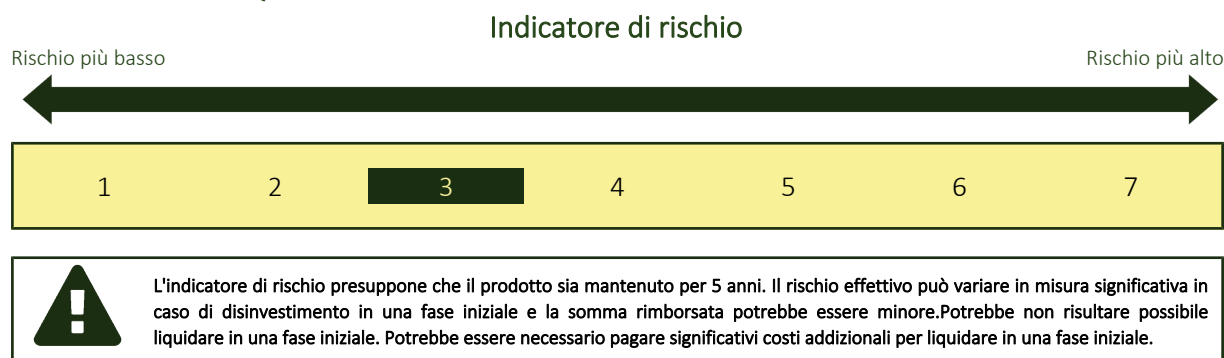 Indicatore di rischio
Rischio più basso
Rischio più alto
1 2 3 4 5 6 7
L'indicatore di rischio presuppone che il prodotto sia mantenuto per 5 anni. Il rischio effettivo può variare in misura significativa in
caso di disinvestimento in una fase iniziale e la somma rimborsata potrebbe essere minore.Potrebbe non risultare possibile
liquidare in una fase iniziale. Potrebbe essere necessario pagare significativi costi addizionali per liquidare in una fase iniziale.